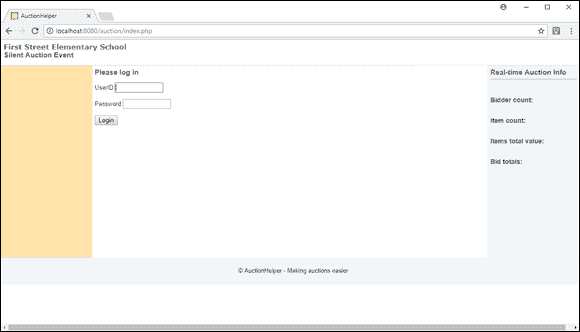 AuctionHelper
localhost:8080/auction/index.php
First Street Elementary School
Silent Auction Event
Please log in
UserID:
Password:
Login
Real-time Auction Info
Bidder count:
Item count:
Items total value:
Bid totals:
© AuctionHelper - Making auctions easier